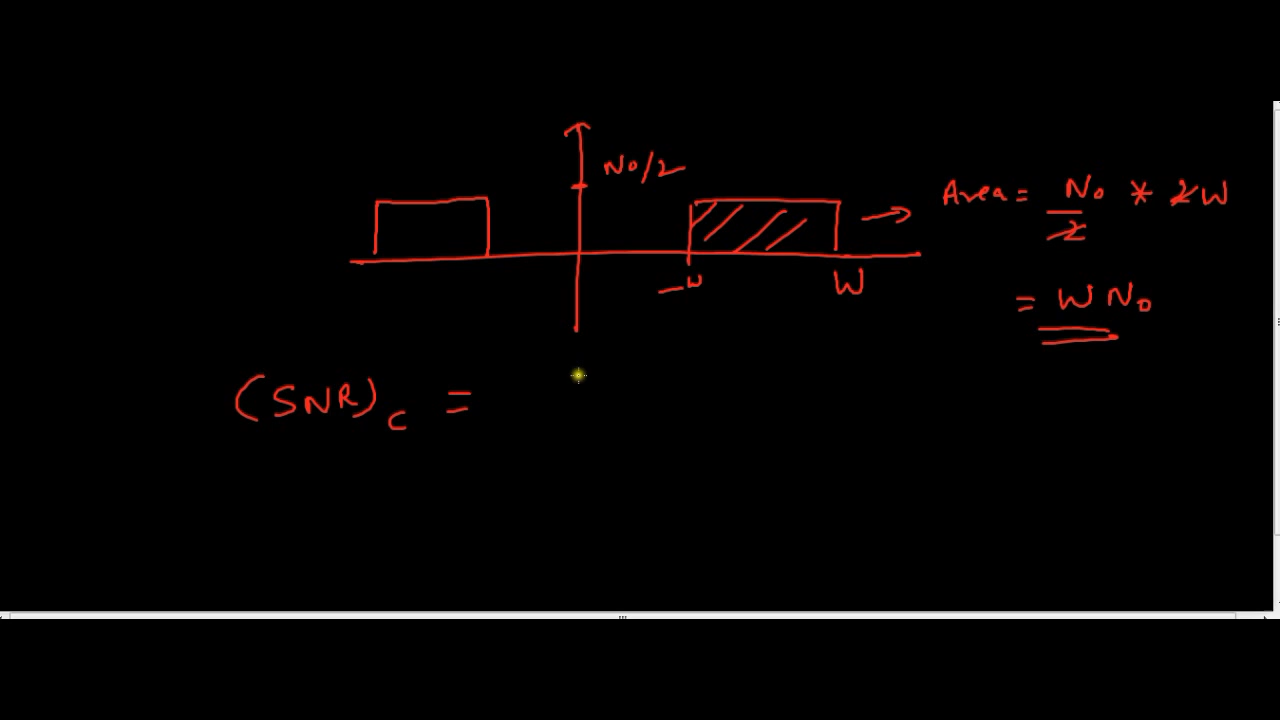 No/2
Area = No/2 * 2W
-W
W
= W No
(SNR)c =